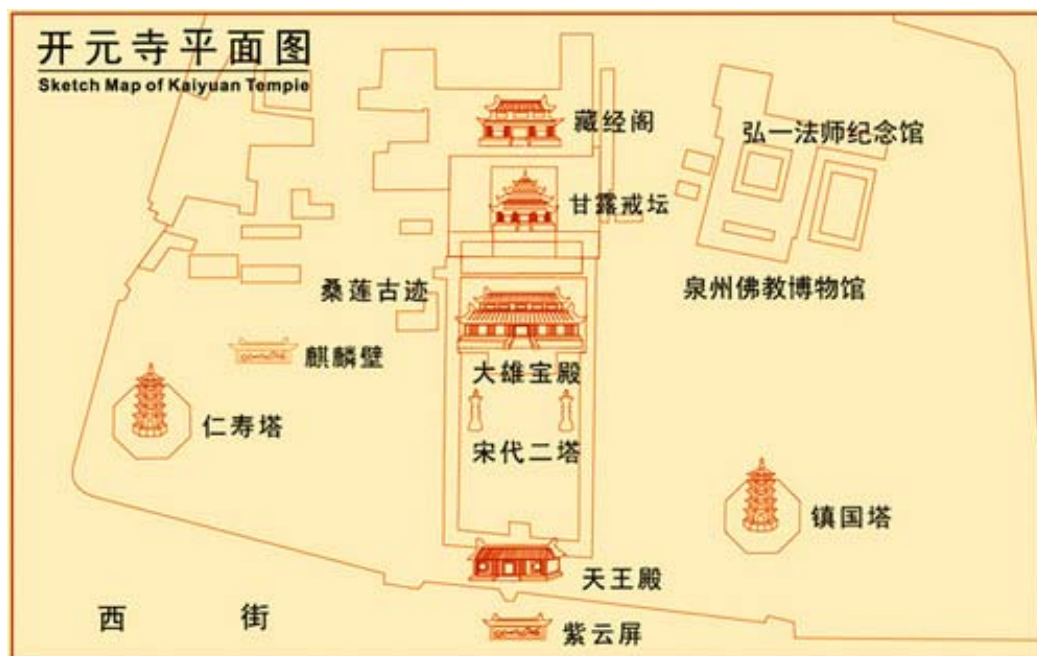 开元寺平面图
Sketch Map of Kaiyuan Tempie
藏经阁
弘一法师纪念馆
甘露戒坛
桑莲古迹
泉州佛教博物馆
麒麟壁
大雄宝殿
仁寿塔
宋代二塔
镇国塔
天王殿
西街
紫云屏